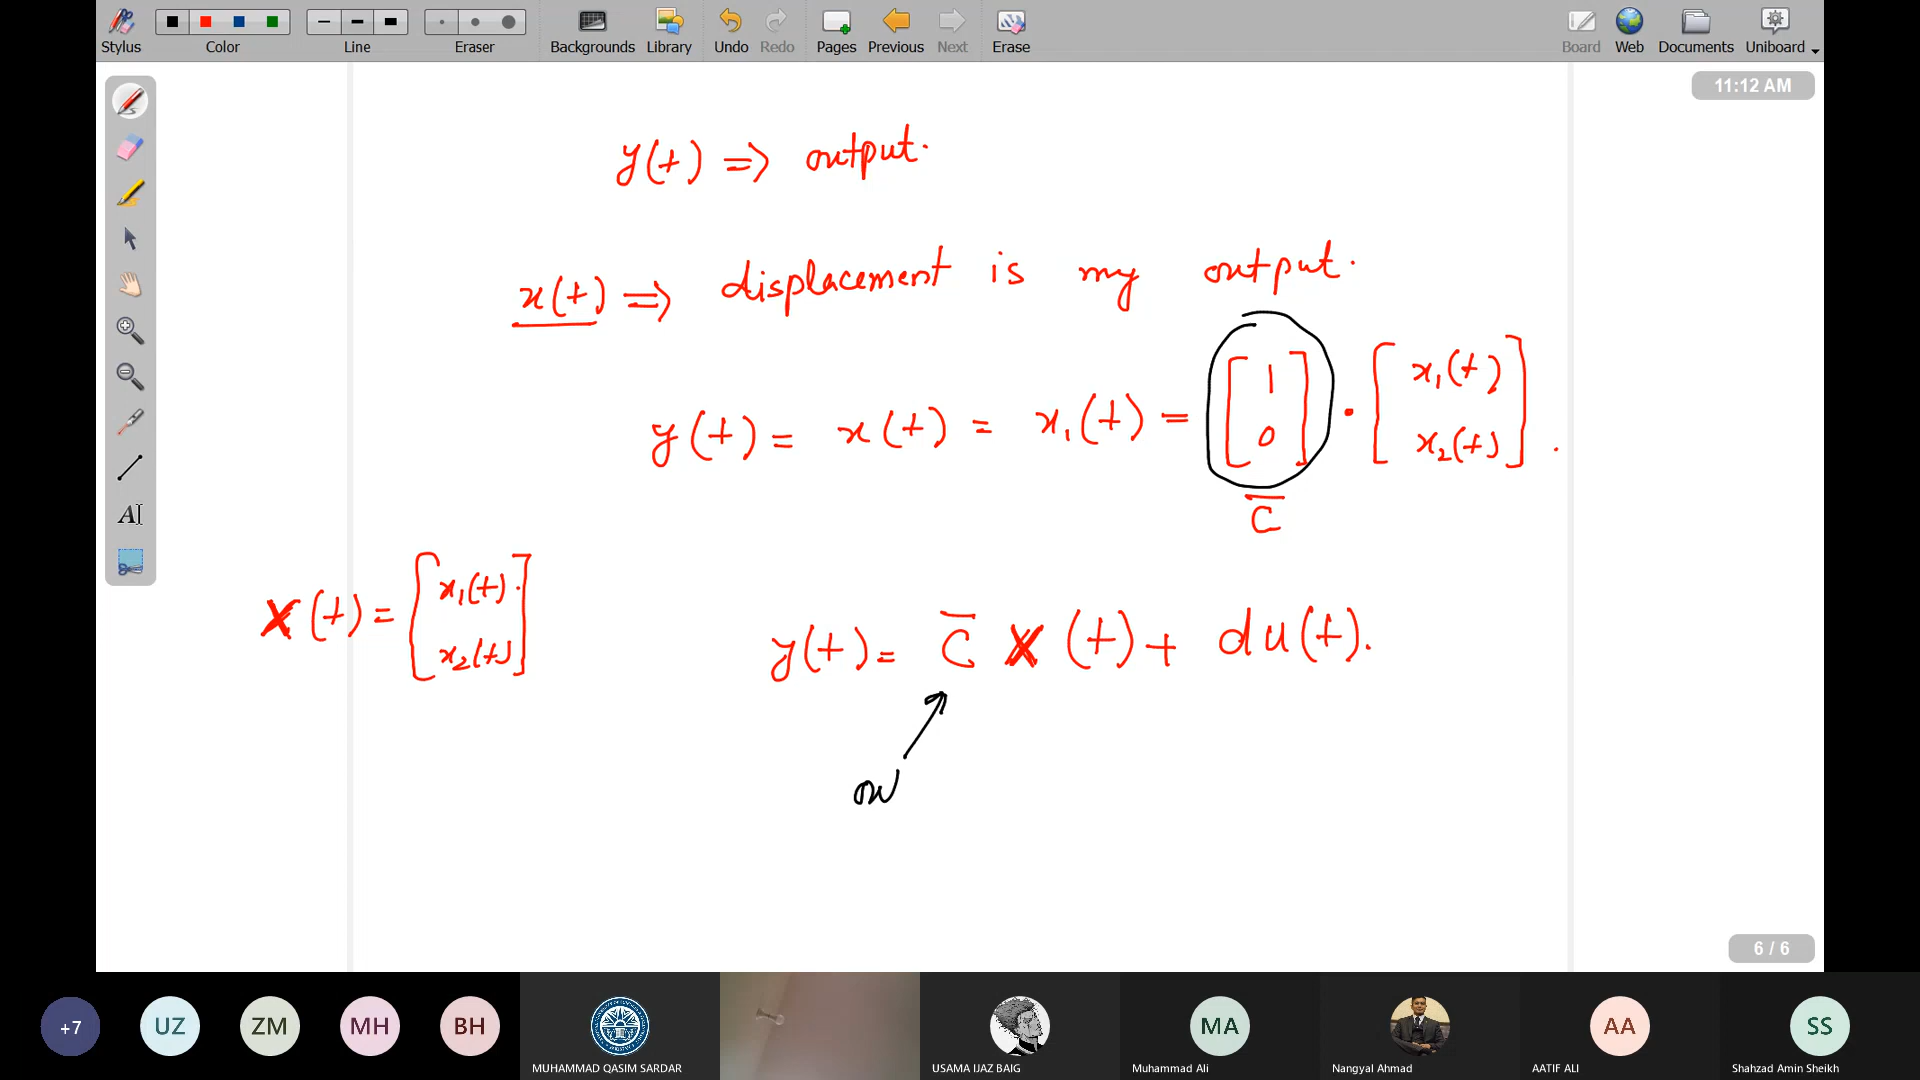 Stylus Color Line Eraser Backgrounds Library Undo Redo Pages Previous Next Erase Board Web Documents Uniboard
11:12 AM
y(t) ⇒ output.
x(t) ⇒ displacement is my output.
y(t) = x(t) = x₁(t) = [1 0] · [x₁(t) x₂(t)].
C̄
X(t) = [x₁(t) x₂(t)]
y(t) = C̄ X(t) + du(t).
6 / 6
+7 UZ ZM MH BH MA AA SS
MUHAMMAD QASIM SARDAR USAMA IJAZ BAIG Muhammad Ali Nangyal Ahmad AATIF ALI Shahzad Amin Sheikh